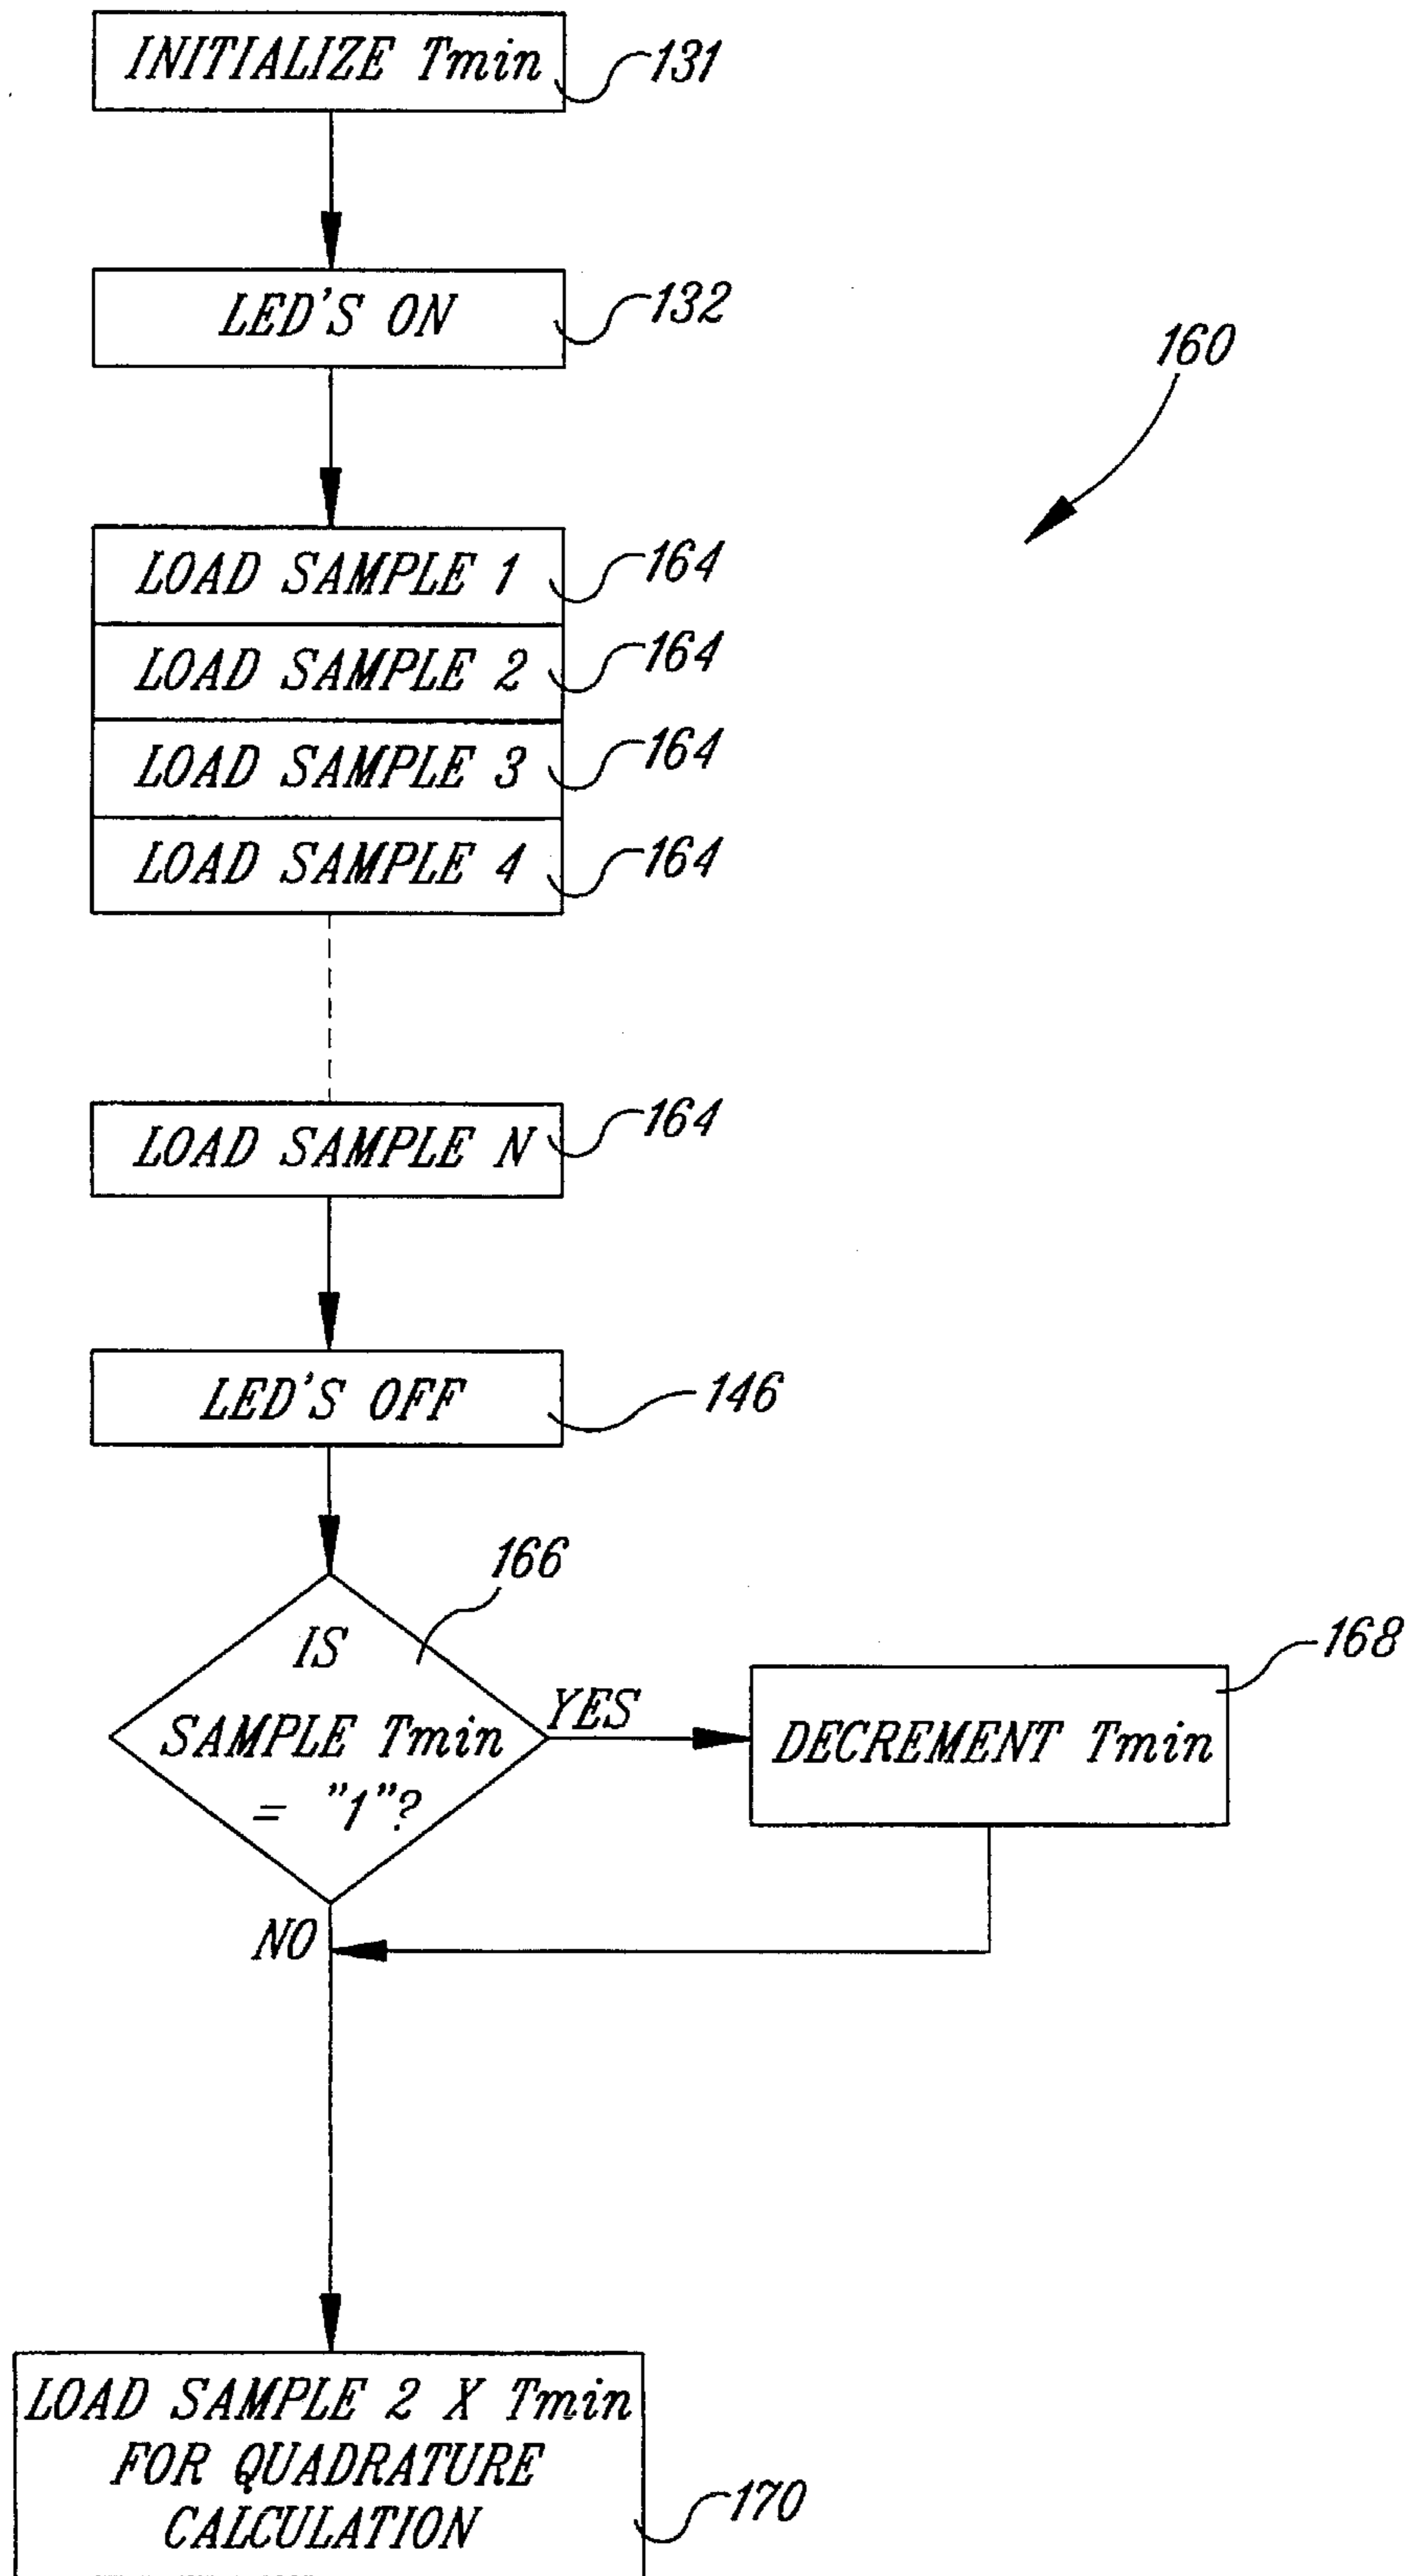 INITIALIZE Tmin
131
LED'S ON
132
160
LOAD SAMPLE 1
164
LOAD SAMPLE 2
164
LOAD SAMPLE 3
164
LOAD SAMPLE 4
164
LOAD SAMPLE N
164
LED'S OFF
146
166
IS
SAMPLE Tmin
= "1"?
YES
168
DECREMENT Tmin
NO
LOAD SAMPLE 2 X Tmin
FOR QUADRATURE
CALCULATION
170